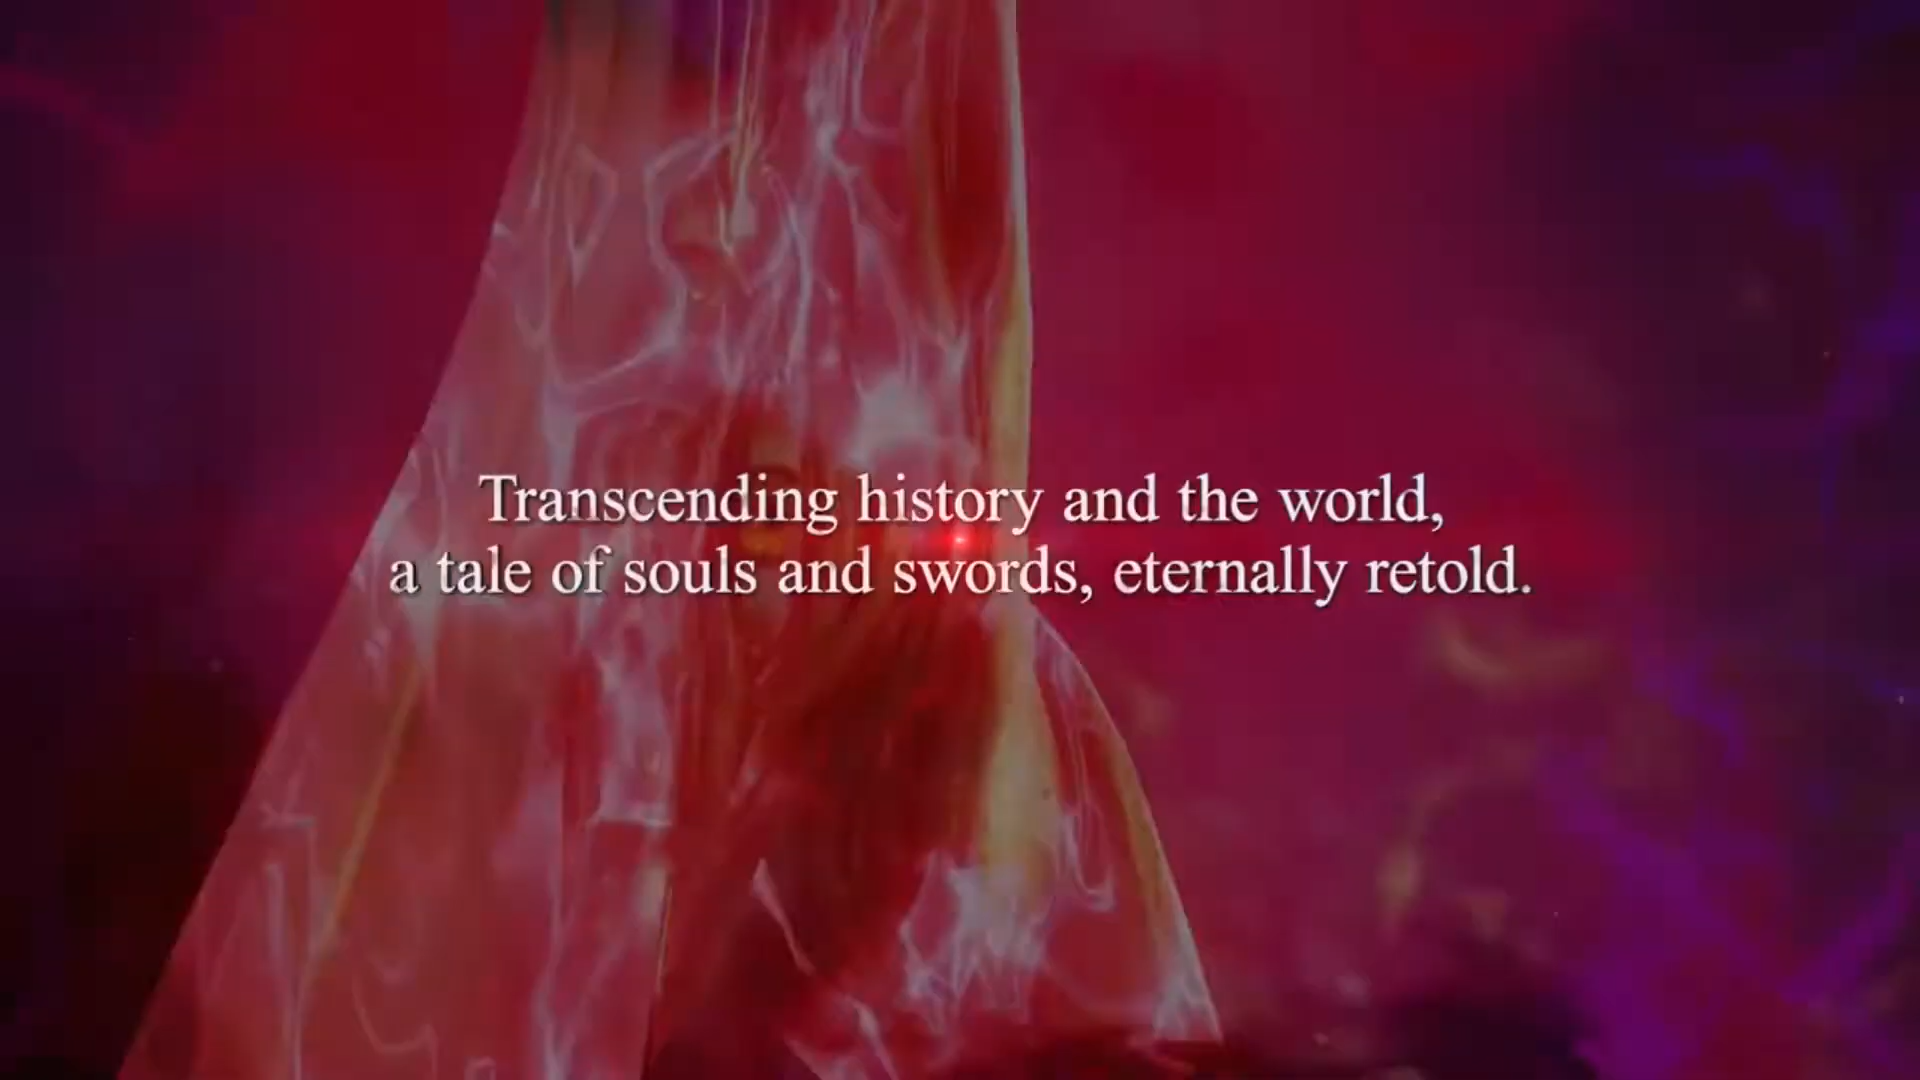 Transcending history and the world,
a tale of souls and swords, eternally retold.